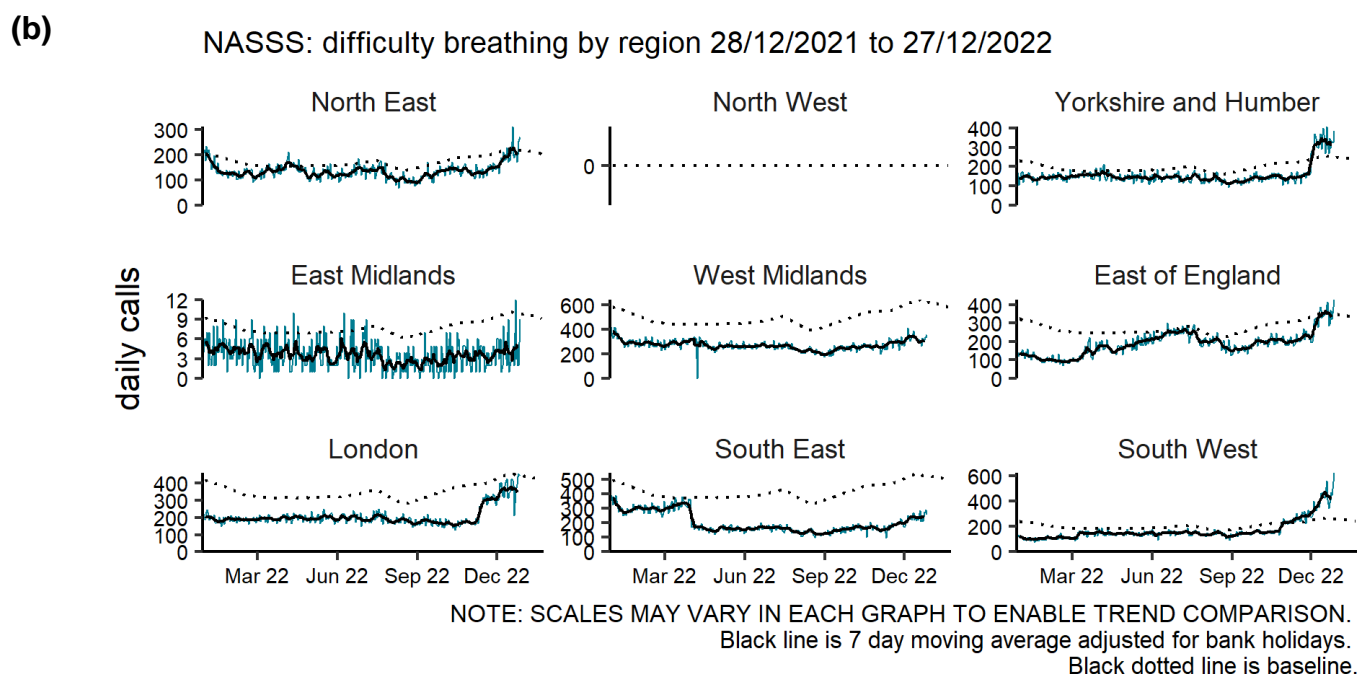 (b)
NASSS: difficulty breathing by region 28/12/2021 to 27/12/2022
North East
North West
Yorkshire and Humber
300
200
100
0
0
400
300
200
100
0
East Midlands
West Midlands
East of England
daily calls
12
9
6
3
0
600
400
200
0
400
300
200
100
0
London
South East
South West
400
300
200
100
0
500
400
300
200
100
0
600
400
200
0
Mar 22 Jun 22 Sep 22 Dec 22
Mar 22 Jun 22 Sep 22 Dec 22
Mar 22 Jun 22 Sep 22 Dec 22
NOTE: SCALES MAY VARY IN EACH GRAPH TO ENABLE TREND COMPARISON.
Black line is 7 day moving average adjusted for bank holidays.
Black dotted line is baseline.